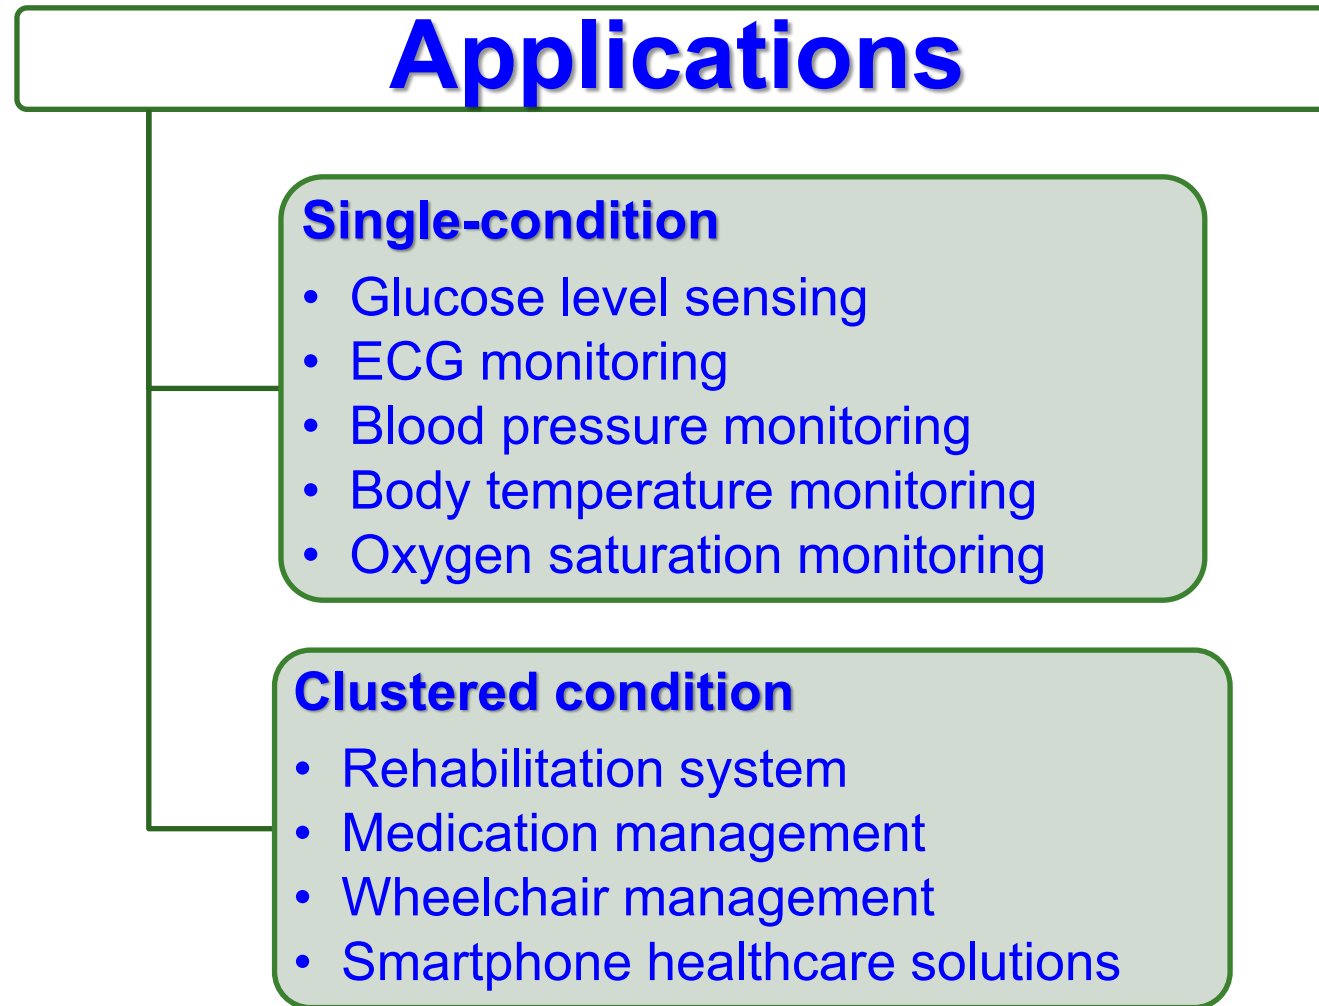 Applications
Single-condition
• Glucose level sensing
• ECG monitoring
• Blood pressure monitoring
• Body temperature monitoring
• Oxygen saturation monitoring
Clustered condition
• Rehabilitation system
• Medication management
• Wheelchair management
• Smartphone healthcare solutions